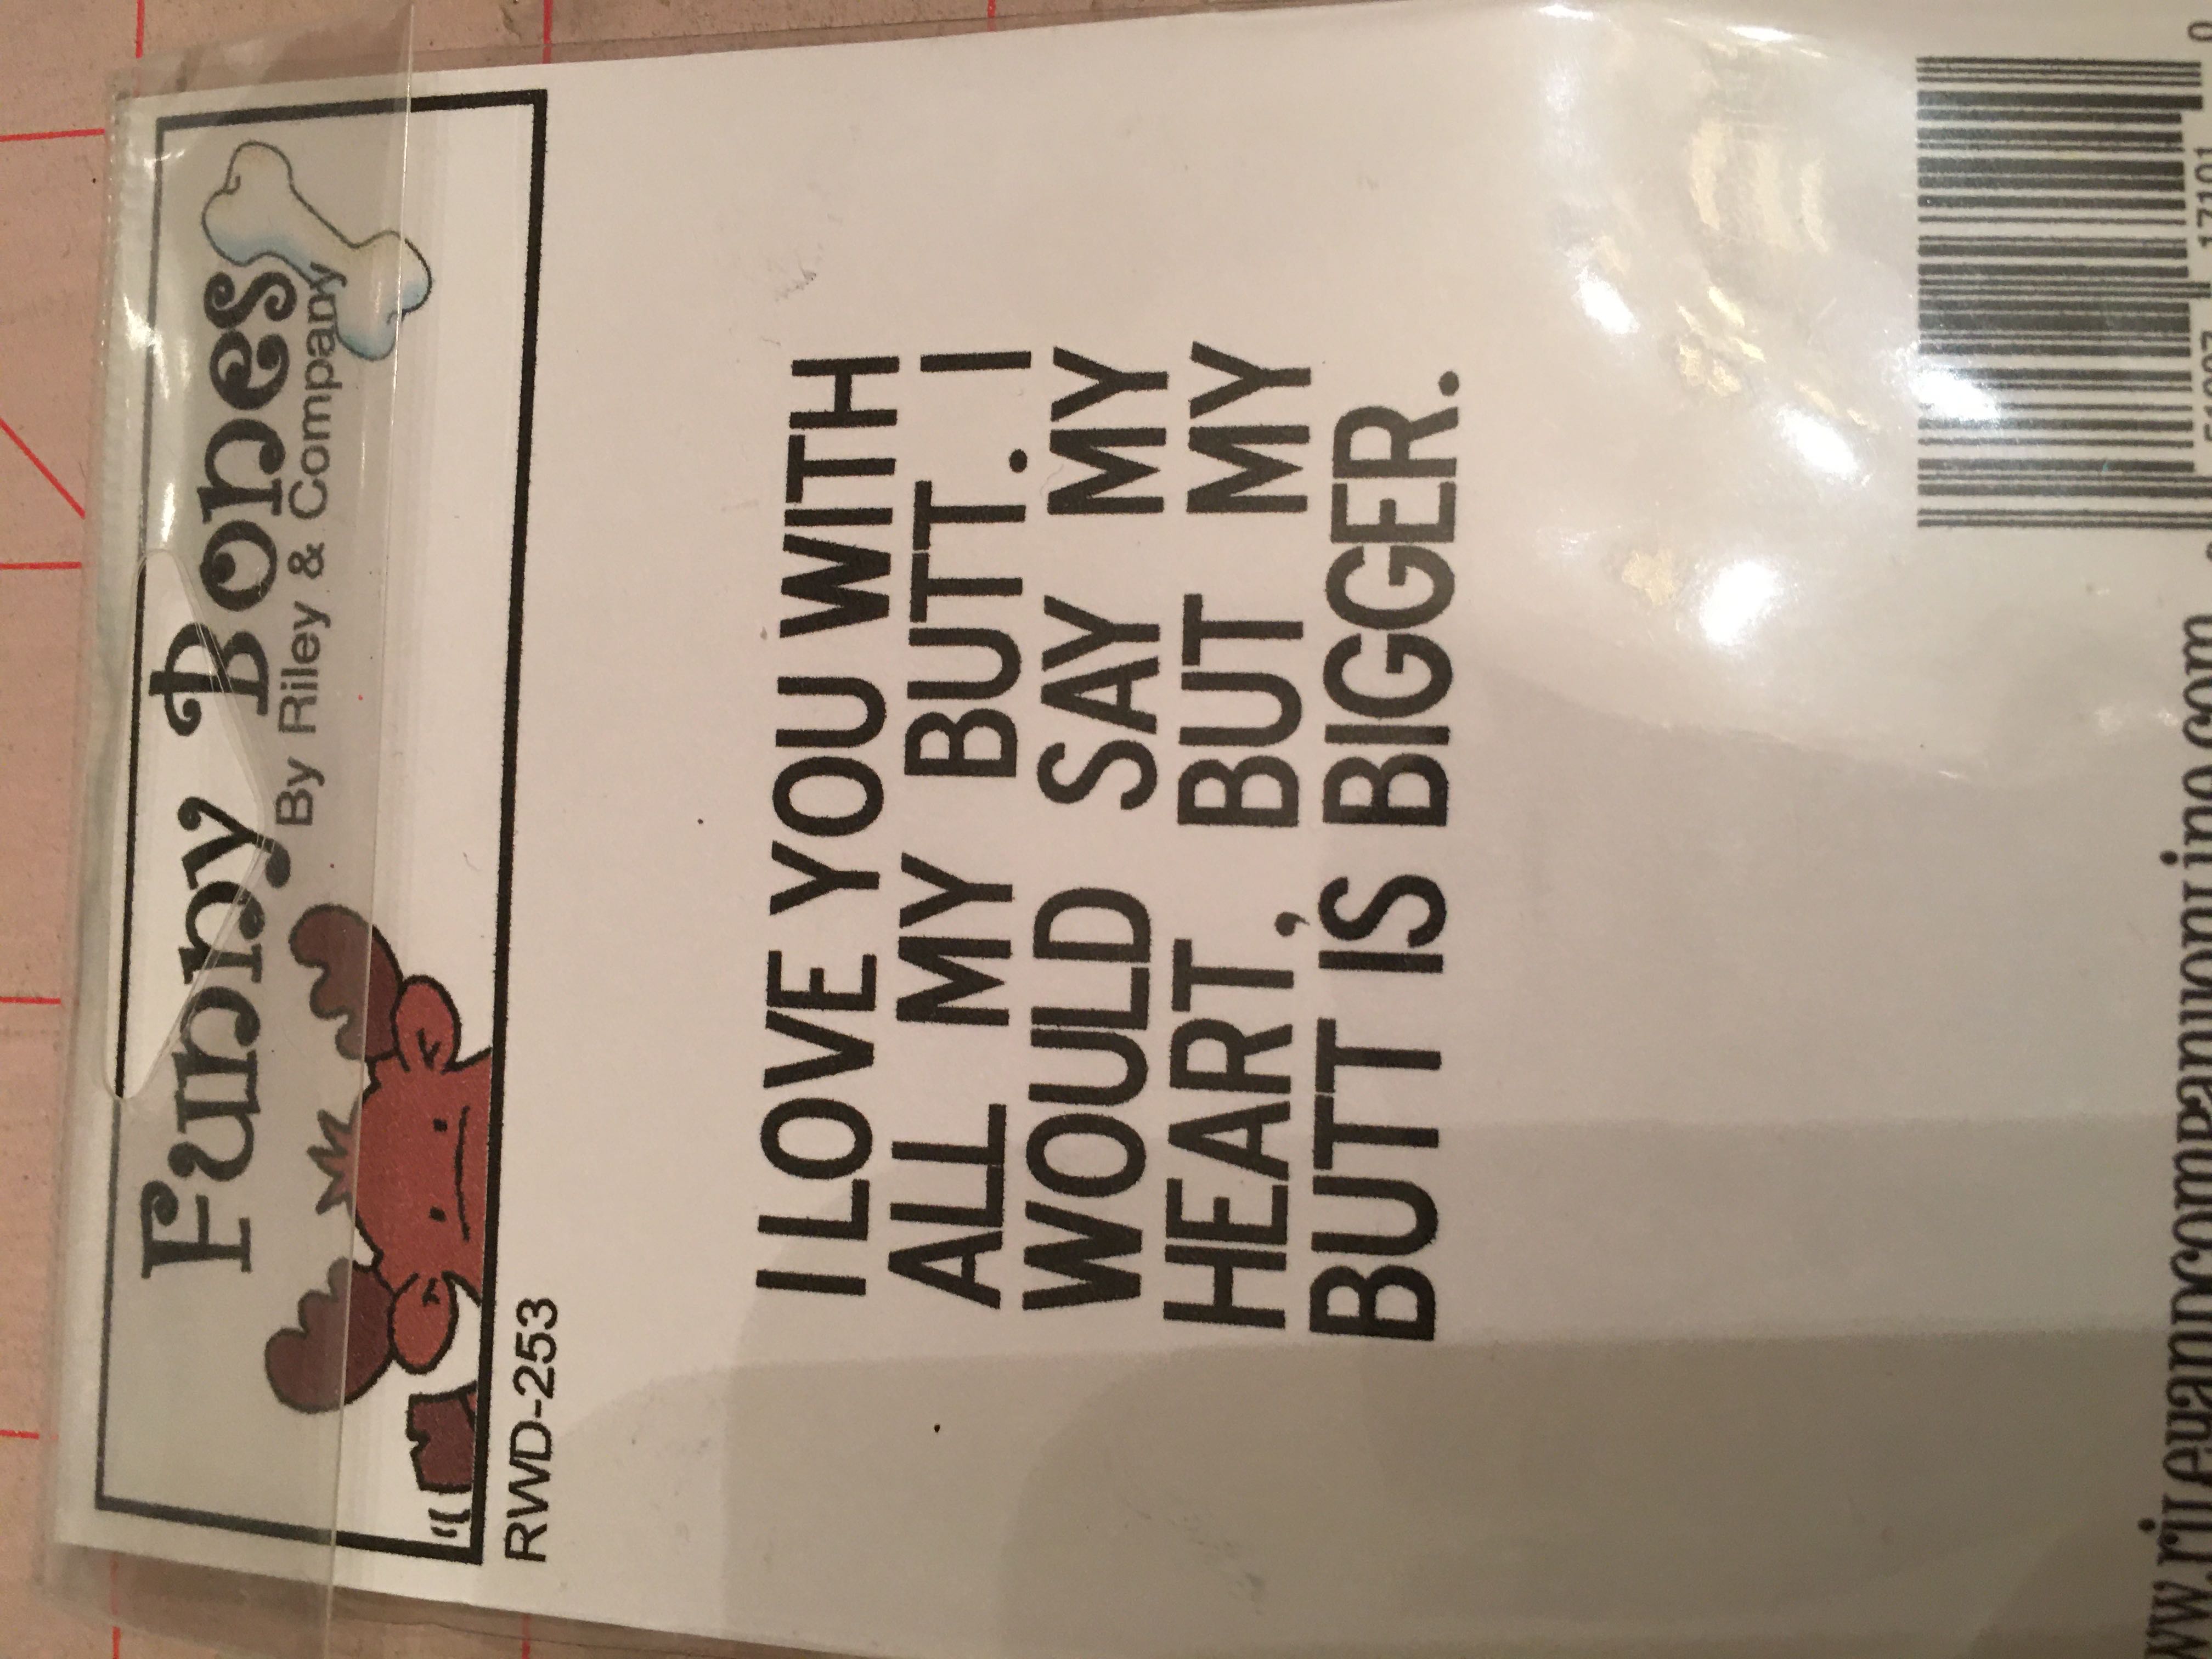 Funny Bones
By Riley & Company
RWD-253
I LOVE YOU WITH
ALL MY BUTT. I
WOULD SAY MY
HEART, BUT MY
BUTT IS BIGGER.
17101